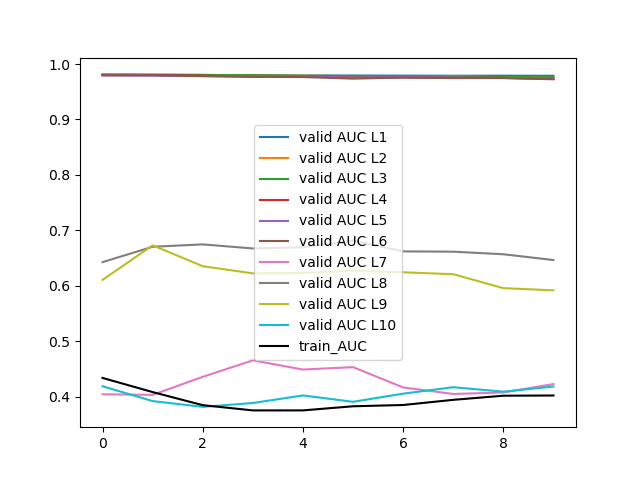 1.0
0.9
0.8
0.7
0.6
0.5
0.4
valid AUC L1
valid AUC L2
valid AUC L3
valid AUC L4
valid AUC L5
valid AUC L6
valid AUC L7
valid AUC L8
valid AUC L9
valid AUC L10
train_AUC
0 2 4 6 8